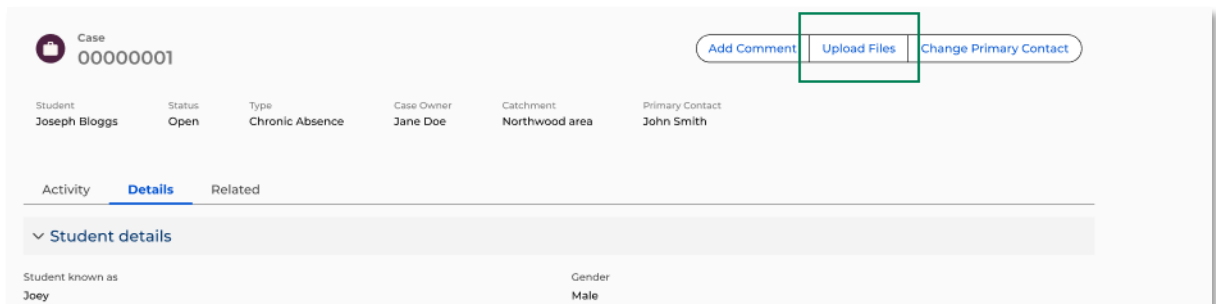 Case
00000001
Add Comment Upload Files Change Primary Contact
Student Status Type Case Owner Catchment Primary Contact
Joseph Bloggs Open Chronic Absence Jane Doe Northwood area John Smith
Activity Details Related
Student details
Student known as Gender
Joey Male